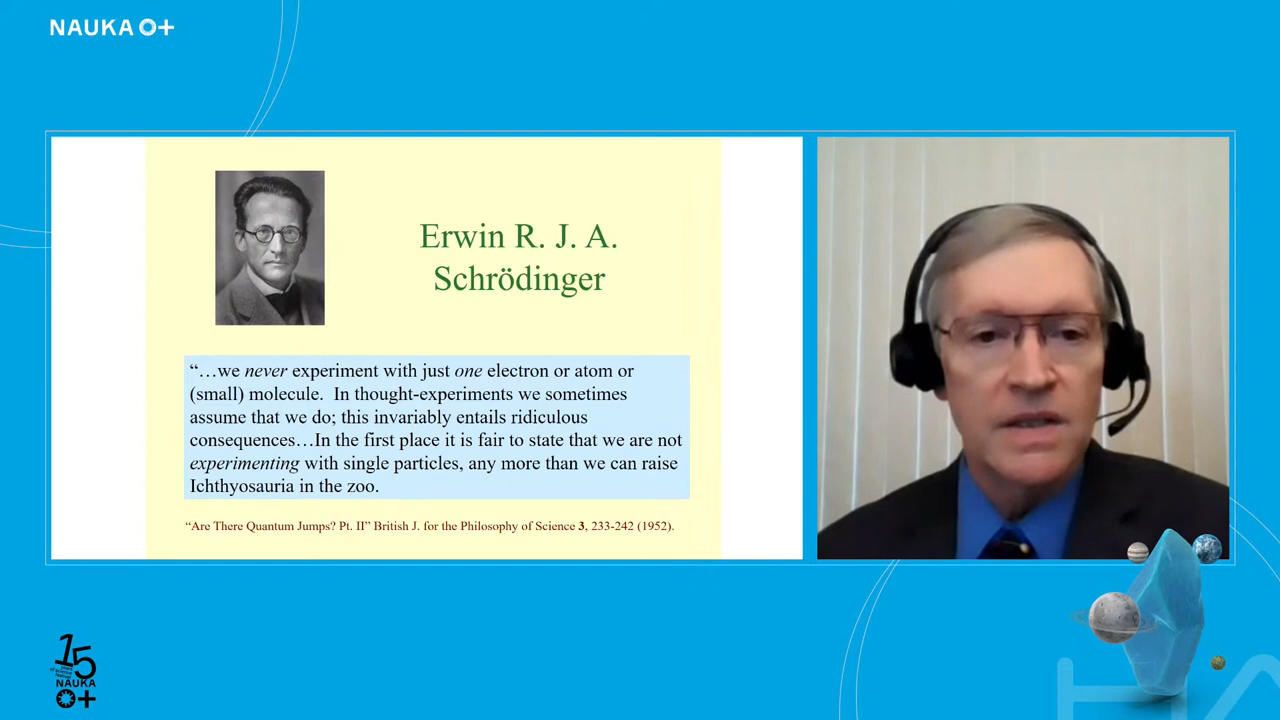 NAUKA O+
Erwin R. J. A.
Schrödinger
“…we never experiment with just one electron or atom or
(small) molecule.  In thought-experiments we sometimes
assume that we do; this invariably entails ridiculous
consequences…In the first place it is fair to state that we are not
experimenting with single particles, any more than we can raise
Ichthyosauria in the zoo.
“Are There Quantum Jumps? Pt. II” British J. for the Philosophy of Science 3, 233-242 (1952).
15
NAUKA
O+